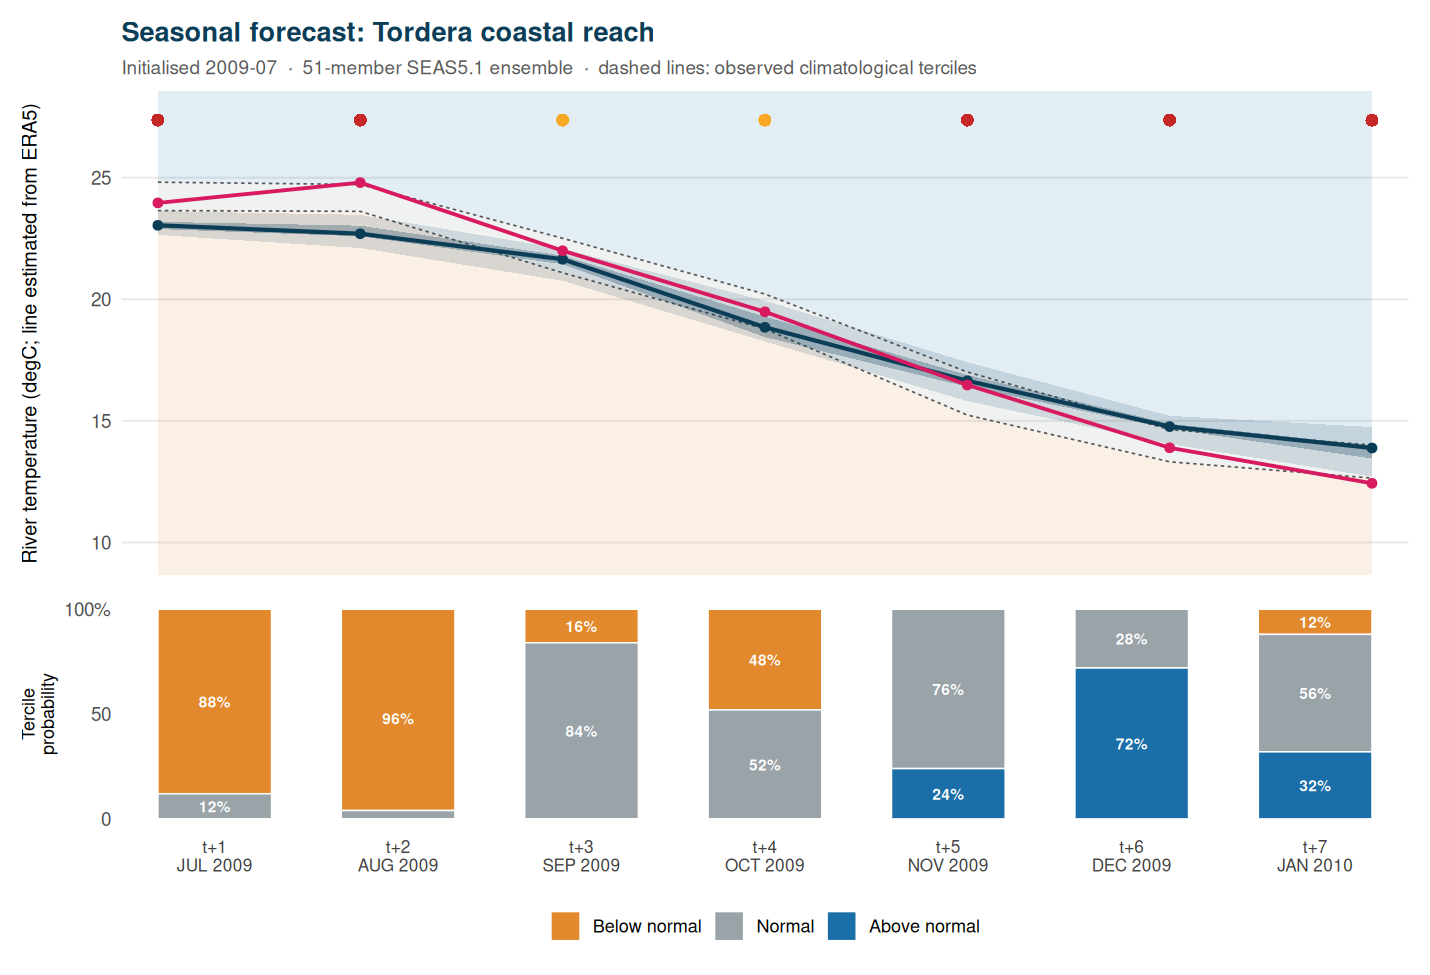 Seasonal forecast: Tordera coastal reach
Initialised 2009-07 · 51-member SEAS5.1 ensemble · dashed lines: observed climatological terciles
River temperature (degC; line estimated from ERA5)
25
20
15
10
Tercile
probability
100%
50
0
88%
12%
96%
16%
84%
48%
52%
76%
24%
28%
72%
12%
56%
32%
t+1
JUL 2009
t+2
AUG 2009
t+3
SEP 2009
t+4
OCT 2009
t+5
NOV 2009
t+6
DEC 2009
t+7
JAN 2010
Below normal
Normal
Above normal